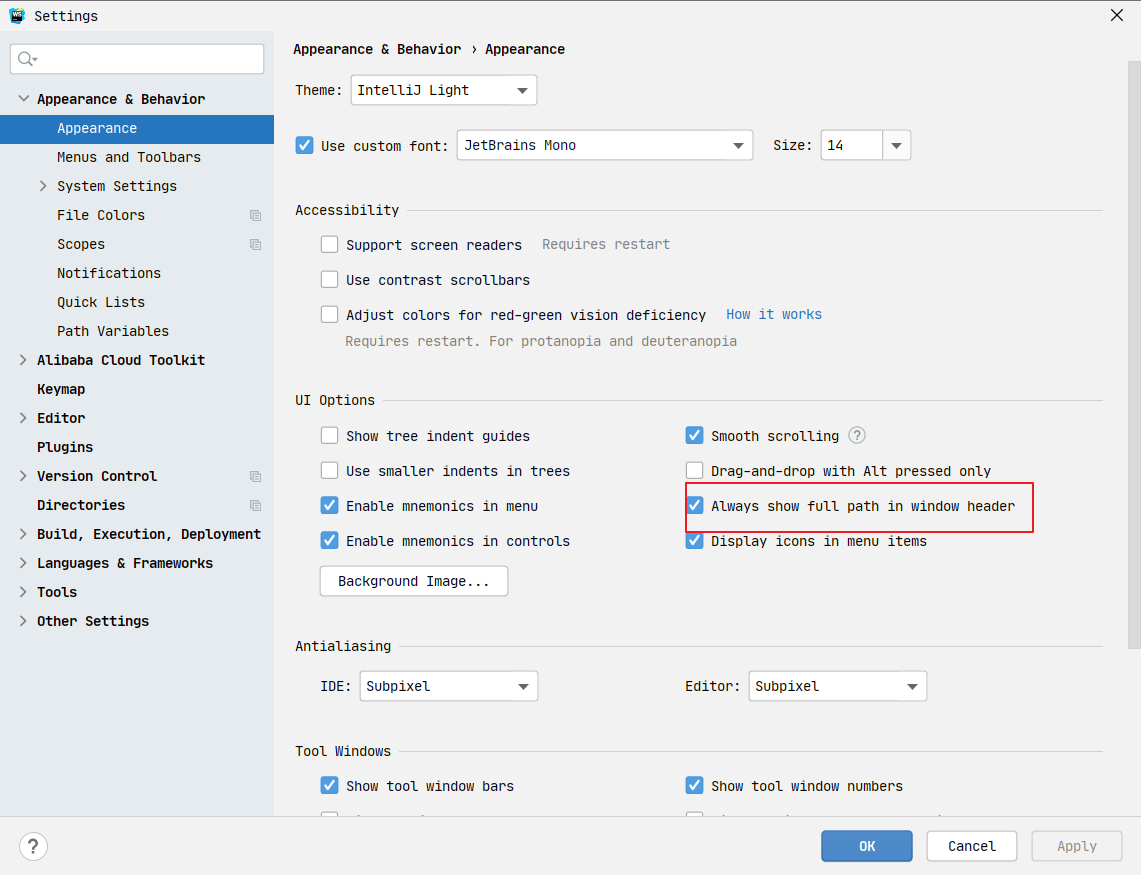 WS
Settings
Appearance & Behavior
Appearance
Menus and Toolbars
System Settings
File Colors
Scopes
Notifications
Quick Lists
Path Variables
Alibaba Cloud Toolkit
Keymap
Editor
Plugins
Version Control
Directories
Build, Execution, Deployment
Languages & Frameworks
Tools
Other Settings
Appearance & Behavior › Appearance
Theme: IntelliJ Light
Use custom font: JetBrains Mono Size: 14
Accessibility
Support screen readers Requires restart
Use contrast scrollbars
Adjust colors for red-green vision deficiency How it works
Requires restart. For protanopia and deuteranopia
UI Options
Show tree indent guides Smooth scrolling ?
Use smaller indents in trees Drag-and-drop with Alt pressed only
Enable mnemonics in menu Always show full path in window header
Enable mnemonics in controls Display icons in menu items
Background Image...
Antialiasing
IDE: Subpixel Editor: Subpixel
Tool Windows
Show tool window bars Show tool window numbers
? OK Cancel Apply